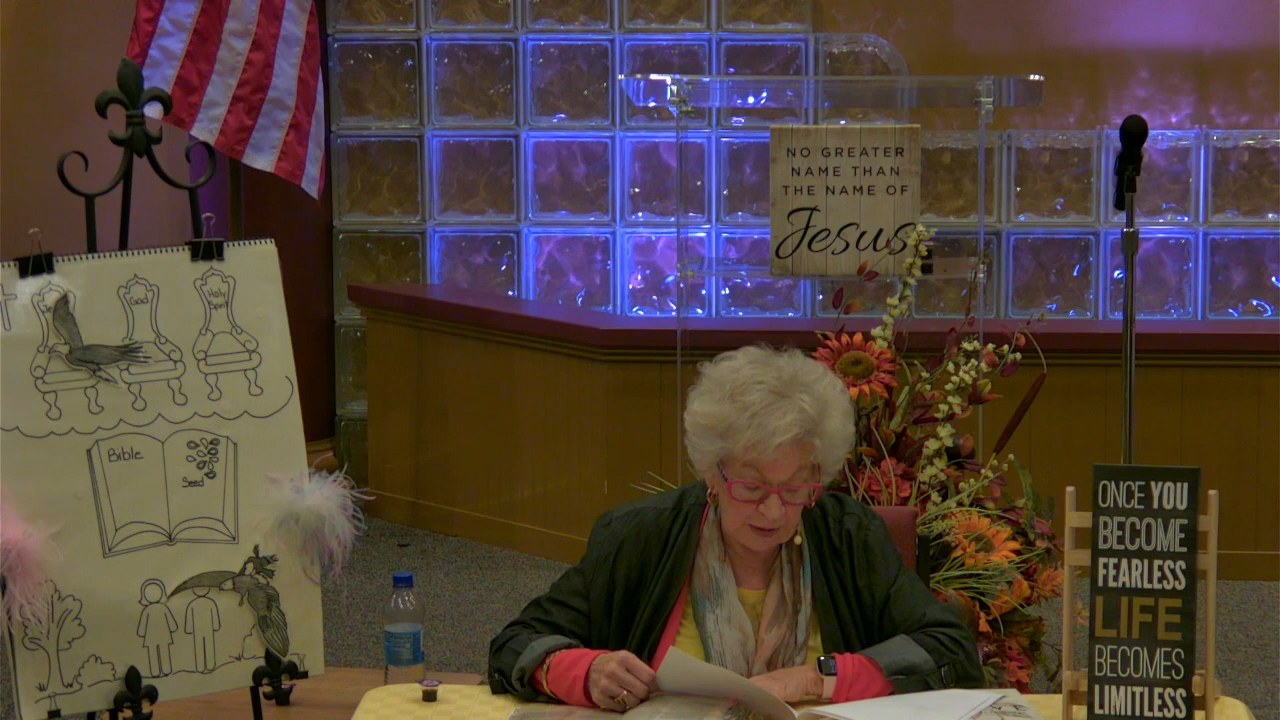 God
Holy
Spirit
Bible
Seed
NO GREATER
NAME THAN
THE NAME OF
Jesus
ONCE YOU
BECOME
FEARLESS
LIFE
BECOMES
LIMITLESS